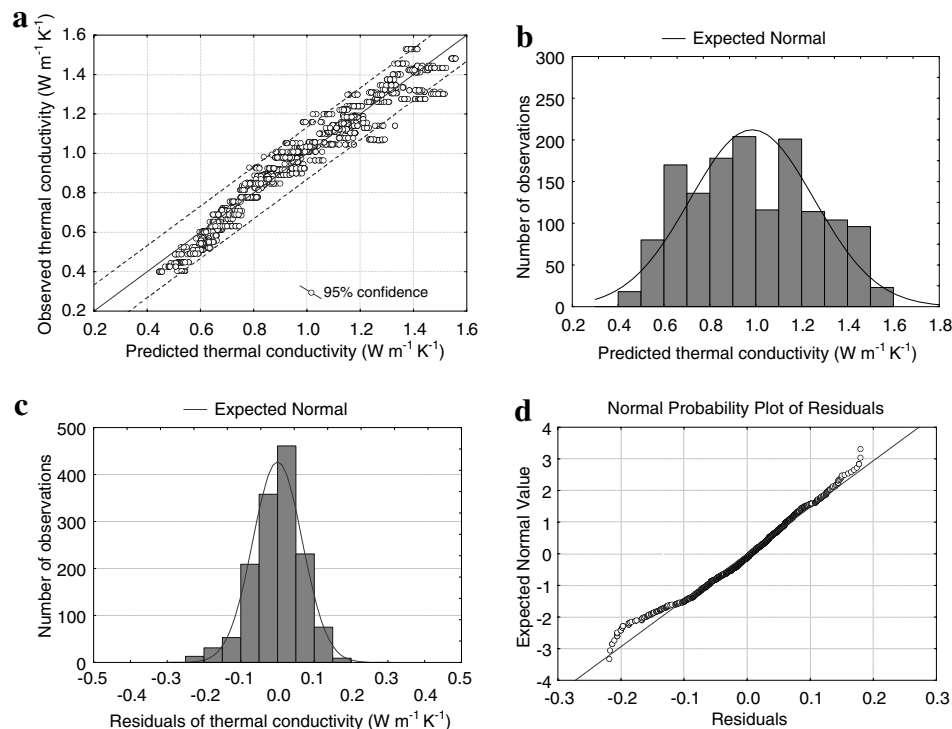 a
1.6
1.4
1.2
1.0
0.8
0.6
0.4
0.2
Observed thermal conductivity (W m⁻¹ K⁻¹)
95% confidence
0.2 0.4 0.6 0.8 1.0 1.2 1.4 1.6
Predicted thermal conductivity (W m⁻¹ K⁻¹)
b
Expected Normal
300
250
200
150
100
50
0
Number of observations
0.2 0.4 0.6 0.8 1.0 1.2 1.4 1.6 1.8
Predicted thermal conductivity (W m⁻¹ K⁻¹)
c
Expected Normal
500
400
300
200
100
0
Number of observations
-0.5 -0.3 -0.1 0.1 0.3 0.5
-0.4 -0.2 0.0 0.2 0.4
Residuals of thermal conductivity (W m⁻¹ K⁻¹)
d
Normal Probability Plot of Residuals
4
3
2
1
0
-1
-2
-3
-4
Expected Normal Value
-0.3 -0.2 -0.1 0.0 0.1 0.2 0.3
Residuals